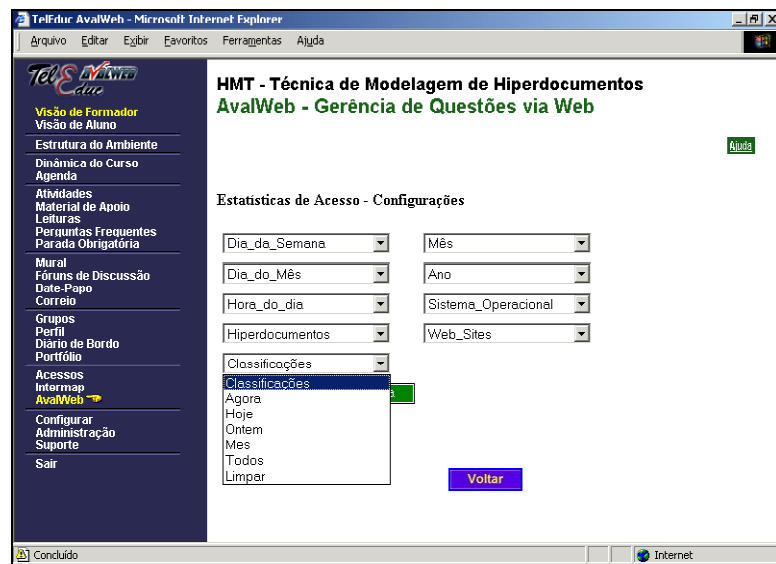 TelEduc AvalWeb - Microsoft Internet Explorer
Arquivo Editar Exibir Favoritos Ferramentas Ajuda
Tel Educ AvalWeb
HMT - Técnica de Modelagem de Hiperdocumentos
AvalWeb - Gerência de Questões via Web
Ajuda
Visão de Formador
Visão de Aluno
Estrutura do Ambiente
Dinâmica do Curso
Agenda
Atividades
Material de Apoio
Leituras
Perguntas Frequentes
Parada Obrigatória
Mural
Fóruns de Discussão
Date-Papo
Correio
Grupos
Perfil
Diário de Bordo
Portfólio
Acessos
Intermap
AvalWeb
Configurar
Administração
Suporte
Sair
Estatísticas de Acesso - Configurações
Dia_da_Semana Mês
Dia_do_Mês Ano
Hora_do_dia Sistema_Operacional
Hiperdocumentos Web_Sites
Classificações
Classificações
Agora
Hoje
Ontem
Mes
Todos
Limpar
Voltar
Concluído Internet